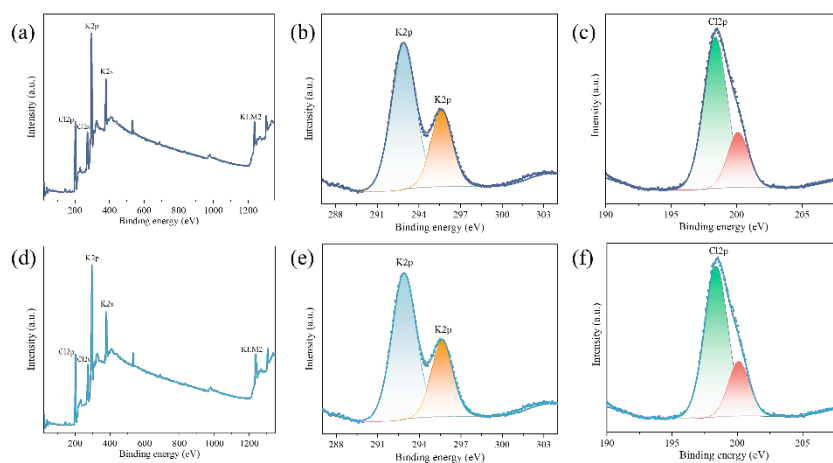 (a)
K2p
K2s
Cl2p
Cl2s
KLM2
Intensity (a.u.)
200 400 600 800 1000 1200
Binding energy (eV)
(b)
K2p
K2p
Intensity (a.u.)
288 291 294 297 300 303
Binding energy (eV)
(c)
Cl2p
Intensity (a.u.)
190 195 200 205
Binding energy (eV)
(d)
K2p
K2s
Cl2p
Cl2s
KLM2
Intensity (a.u.)
200 400 600 800 1000 1200
Binding energy (eV)
(e)
K2p
K2p
Intensity (a.u.)
288 291 294 297 300 303
Binding energy (eV)
(f)
Cl2p
Intensity (a.u.)
190 195 200 205
Binding energy (eV)